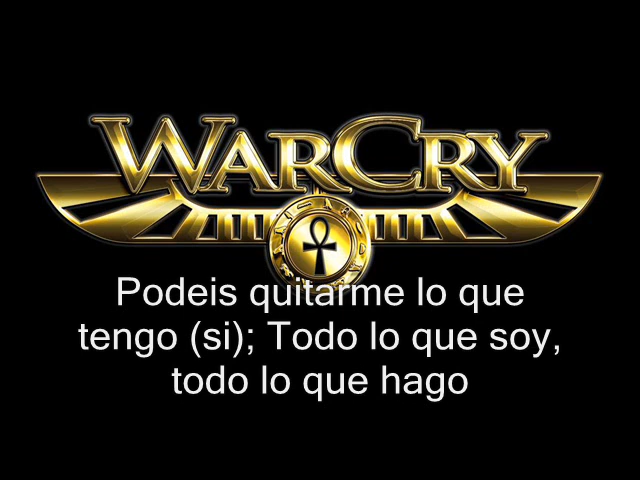 WARCRY
Podeis quitarme lo que
tengo (si); Todo lo que soy,
todo lo que hago